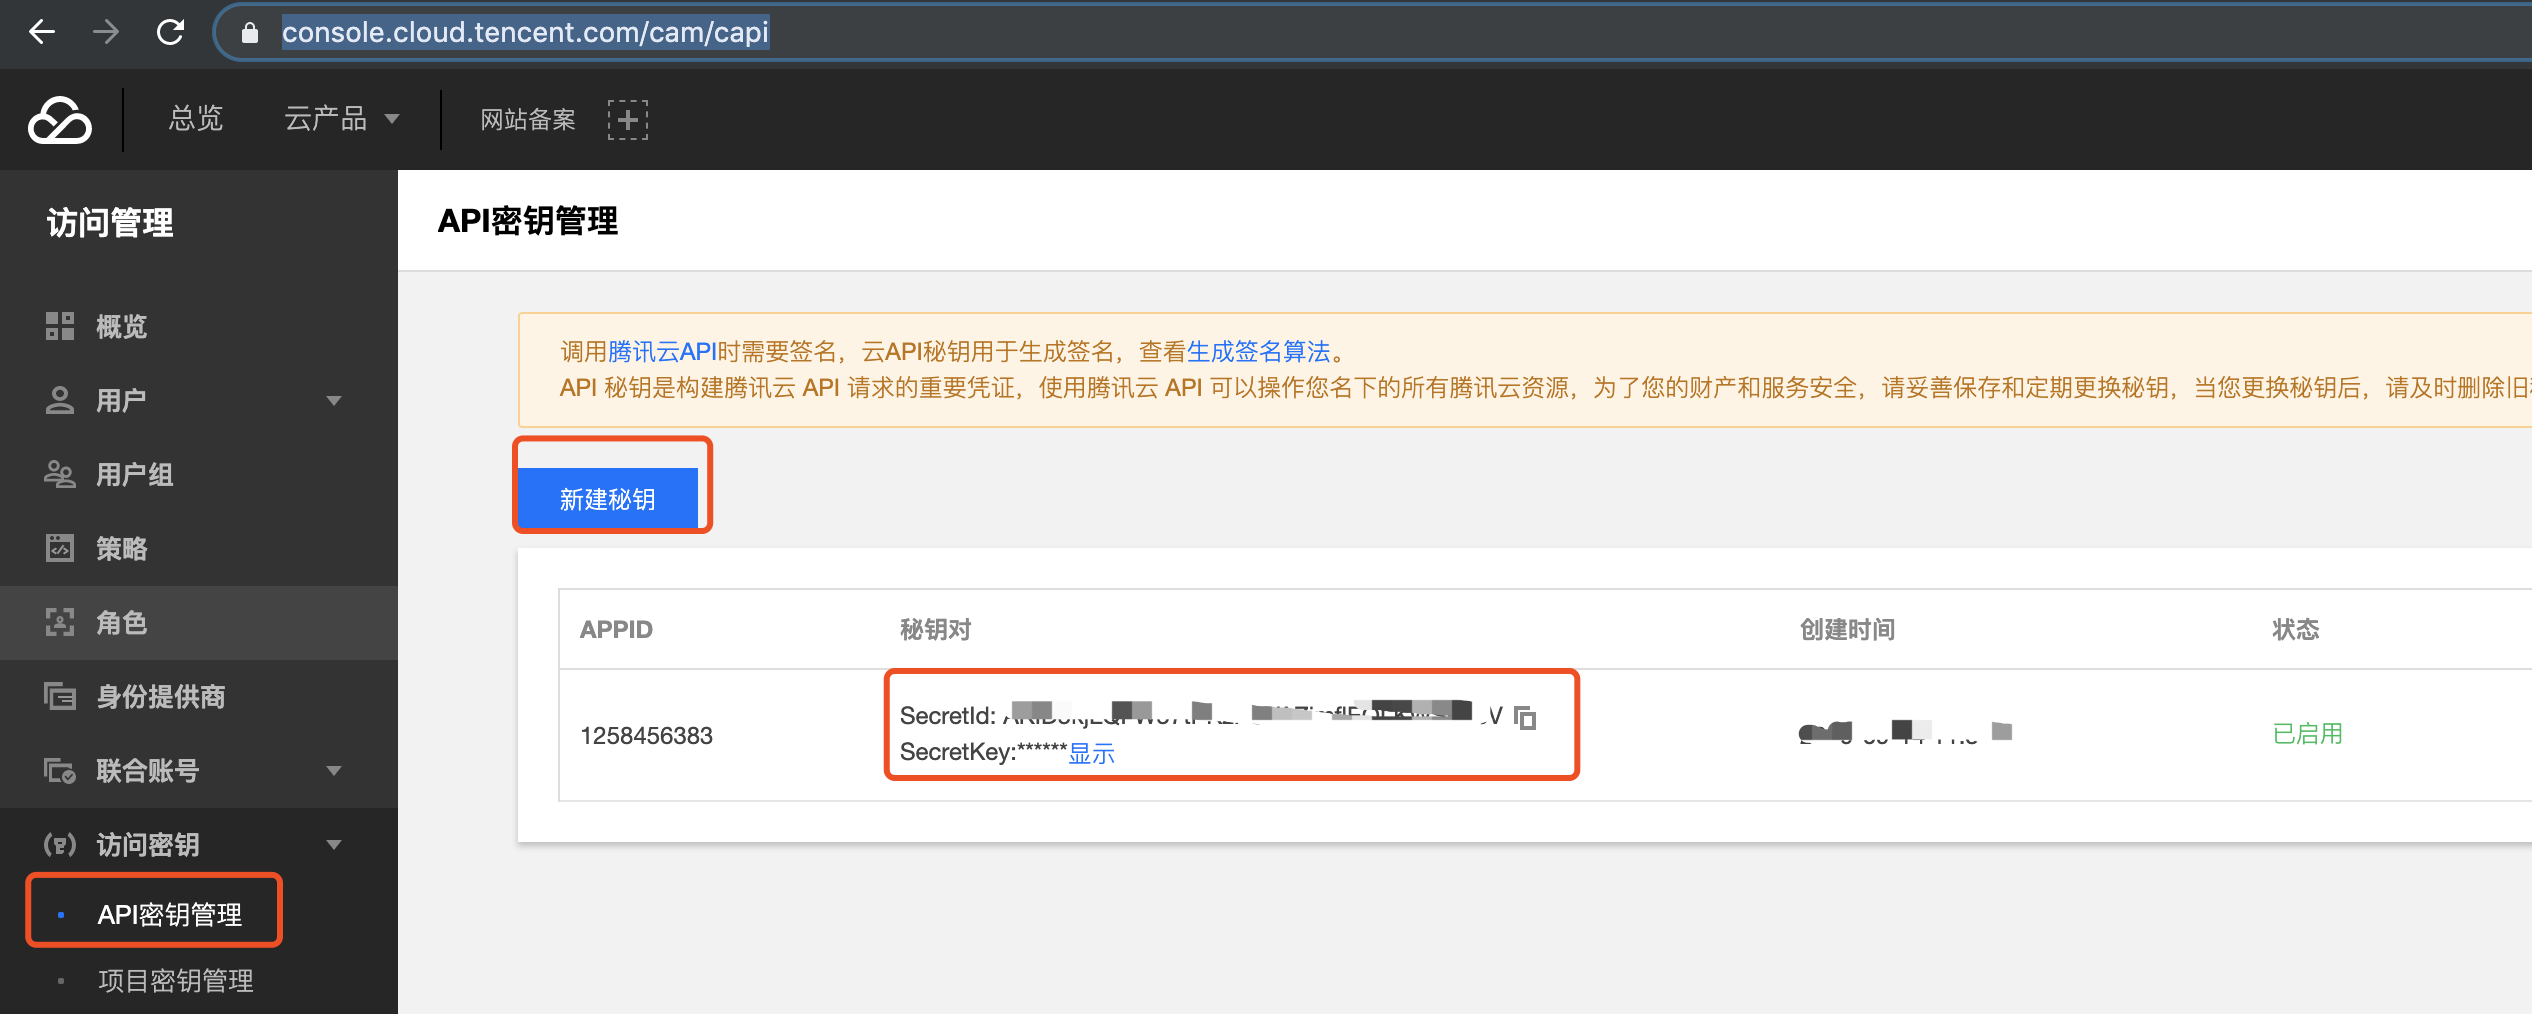 console.cloud.tencent.com/cam/capi
总览
云产品
网站备案
访问管理
API密钥管理
概览
用户
用户组
策略
角色
身份提供商
联合账号
访问密钥
API密钥管理
项目密钥管理
调用腾讯云API时需要签名，云API秘钥用于生成签名，查看生成签名算法。
API 秘钥是构建腾讯云 API 请求的重要凭证，使用腾讯云 API 可以操作您名下的所有腾讯云资源，为了您的财产和服务安全，请妥善保存和定期更换秘钥，当您更换秘钥后，请及时删除旧
新建秘钥
APPID 秘钥对 创建时间 状态
1258456383
SecretId:
SecretKey:******显示
已启用